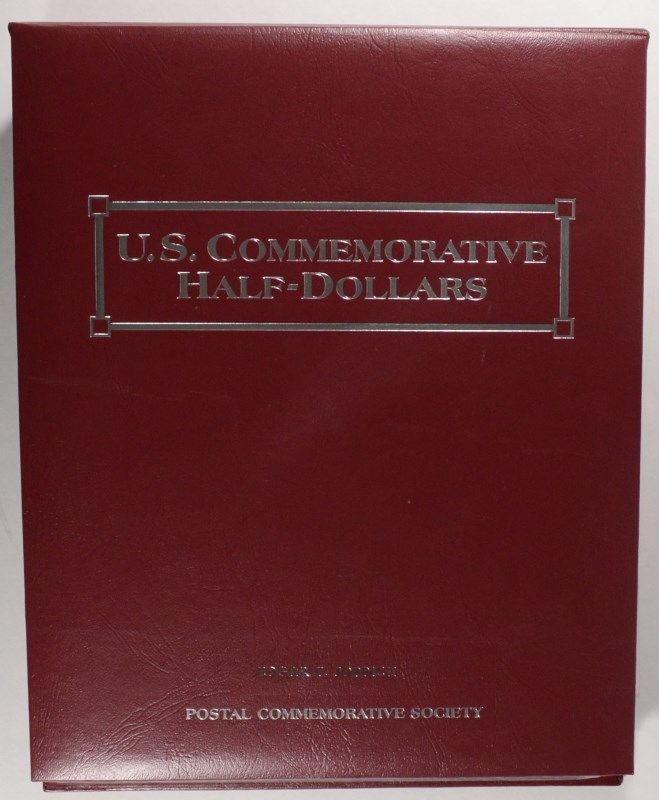 U.S. COMMEMORATIVE
HALF-DOLLARS
POSTAL COMMEMORATIVE SOCIETY